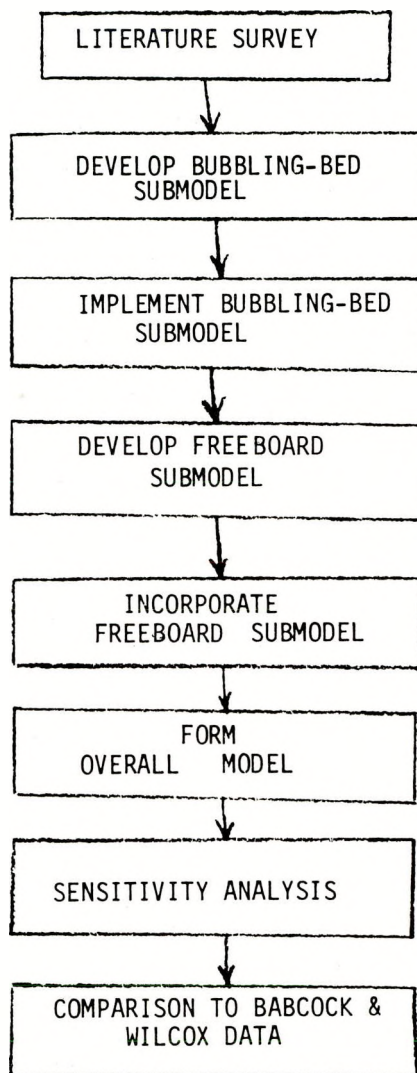 LITERATURE SURVEY
DEVELOP BUBBLING-BED
SUBMODEL
IMPLEMENT BUBBLING-BED
SUBMODEL
DEVELOP FREEBOARD
SUBMODEL
INCORPORATE
FREEBOARD SUBMODEL
FORM
OVERALL MODEL
SENSITIVITY ANALYSIS
COMPARISON TO BABCOCK &
WILCOX DATA